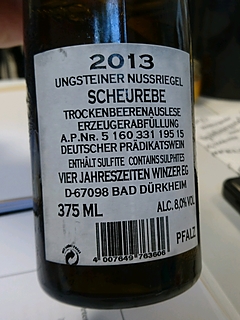 2013
UNGSTEINER NUSSRIEGEL
SCHEUREBE
TROCKENBEERENAUSLESE
ERZEUGERABFÜLLUNG
A.P.Nr. 5 160 331 195 15
DEUTSCHER PRÄDIKATSWEIN
ENTHÄLT SULFITE CONTAINS SULPHITES
VIER JAHRESZEITEN WINZER EG
D-67098 BAD DÜRKHEIM
375 ML ALC. 8.0% VOL
PFALZ
4 007649 763606